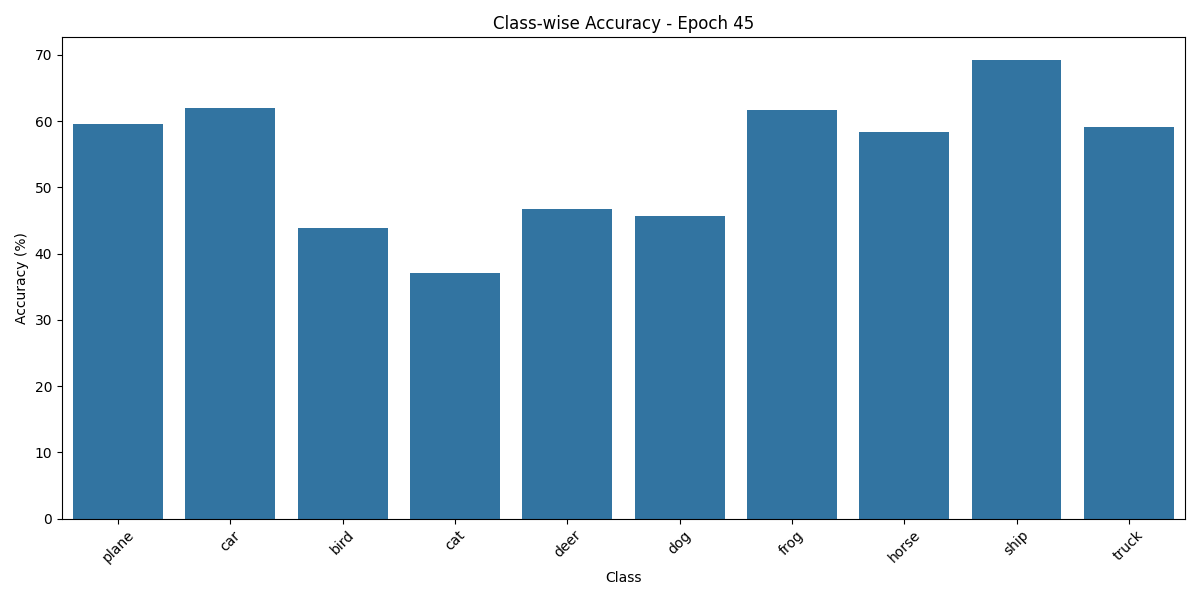 Class-wise Accuracy - Epoch 45
Accuracy (%)
70
60
50
40
30
20
10
0
plane
car
bird
cat
deer
dog
frog
horse
ship
truck
Class